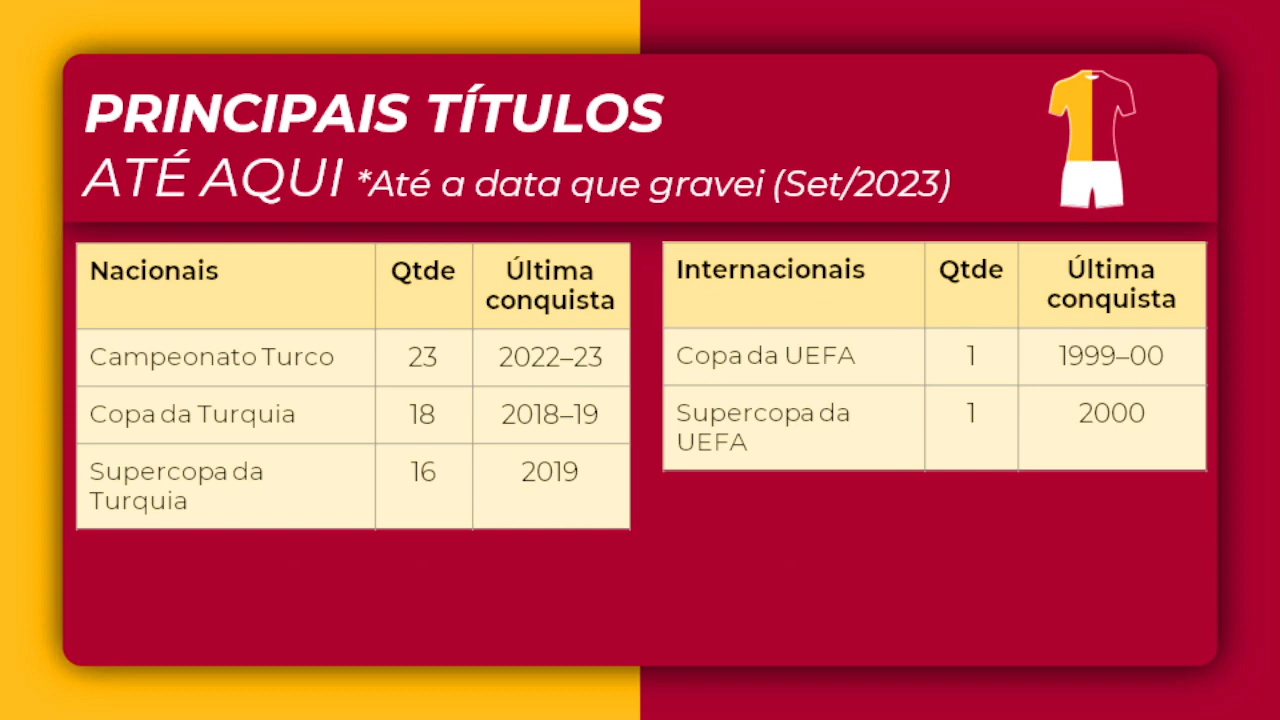 PRINCIPAIS TÍTULOS
ATÉ AQUI *Até a data que gravei (Set/2023)
Nacionais Qtde Última
conquista
Campeonato Turco 23 2022–23
Copa da Turquia 18 2018–19
Supercopa da 16 2019
Turquia
Internacionais Qtde Última
conquista
Copa da UEFA 1 1999–00
Supercopa da 1 2000
UEFA